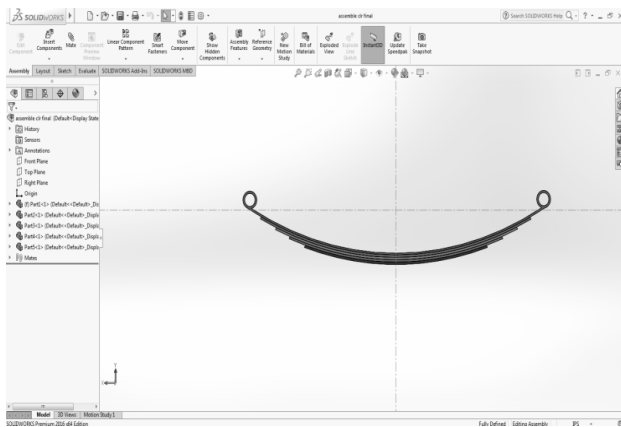 SOLIDWORKS
assemble clr final
Search SOLIDWORKS Help
Edit Component
Insert Components
Mate
Component Preview Window
Linear Component Pattern
Smart Fasteners
Move Component
Show Hidden Components
Assembly Features
Reference Geometry
New Motion Study
Bill of Materials
Exploded View
Explode Line Sketch
Instant3D
Update Speedpak
Take Snapshot
Assembly Layout Sketch Evaluate SOLIDWORKS Add-Ins SOLIDWORKS MBD
assemble clr final (Default<Display State
History
Sensors
Annotations
Front Plane
Top Plane
Right Plane
Origin
(f) Part1<1> (Default<<Default>_Dis
Part2<1> (Default<<Default>_Displa
Part3<1> (Default<<Default>_Displa
Part4<1> (Default<<Default>_Displa
Part5<1> (Default<<Default>_Displa
Mates
Y
X
Model 3D Views Motion Study 1
SOLIDWORKS Premium 2016 x64 Edition
Fully Defined Editing Assembly IPS